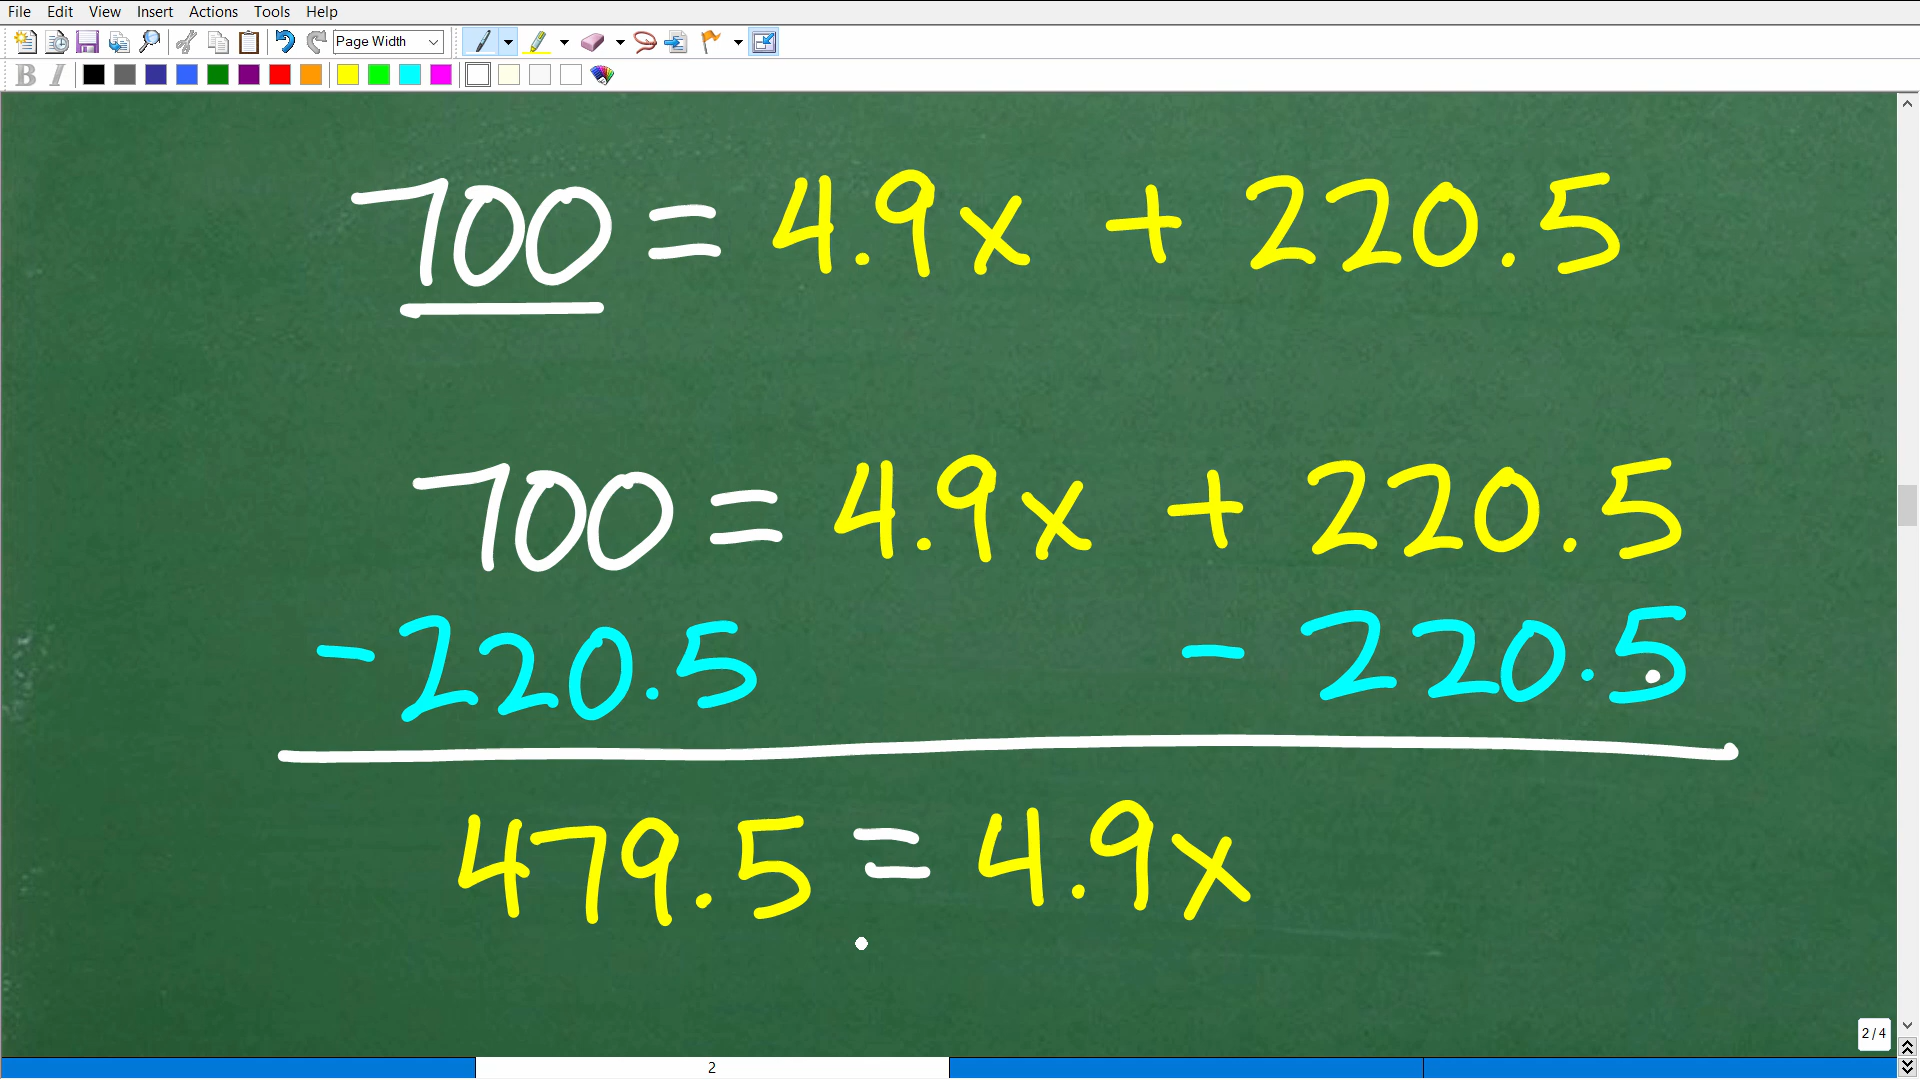 File Edit View Insert Actions Tools Help
Page Width
B I
700 = 4.9x + 220.5
700 = 4.9x + 220.5
- 220.5 - 220.5
479.5 = 4.9x
2 / 4
2